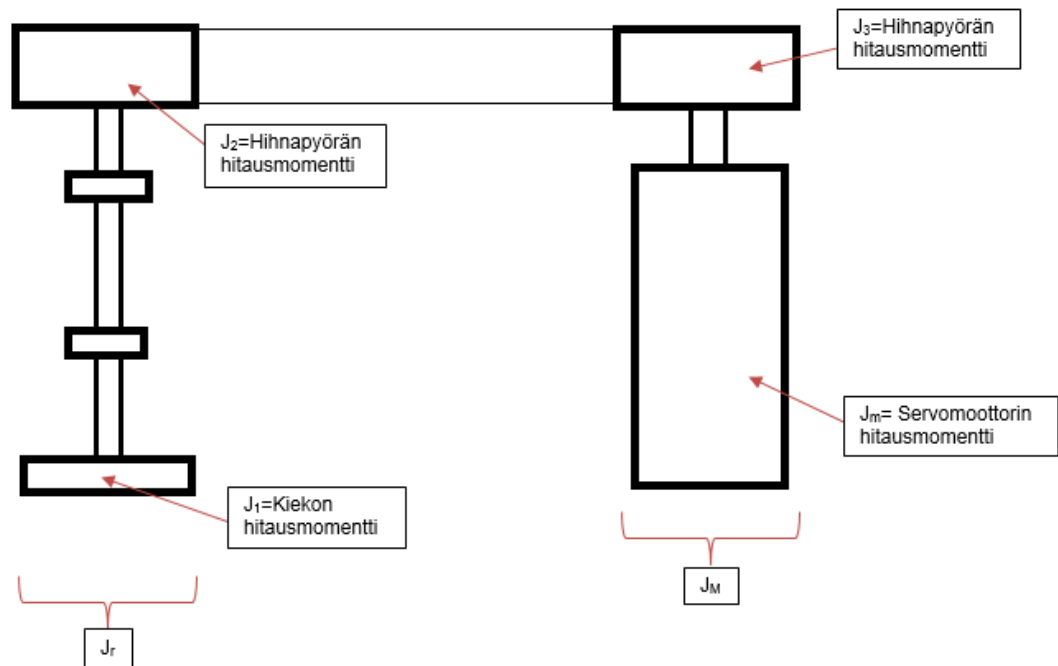 J₃=Hihnapyörän
hitausmomentti
J₂=Hihnapyörän
hitausmomentti
Jₘ= Servomoottorin
hitausmomentti
J₁=Kiekon
hitausmomentti
J_M
Jᵣ